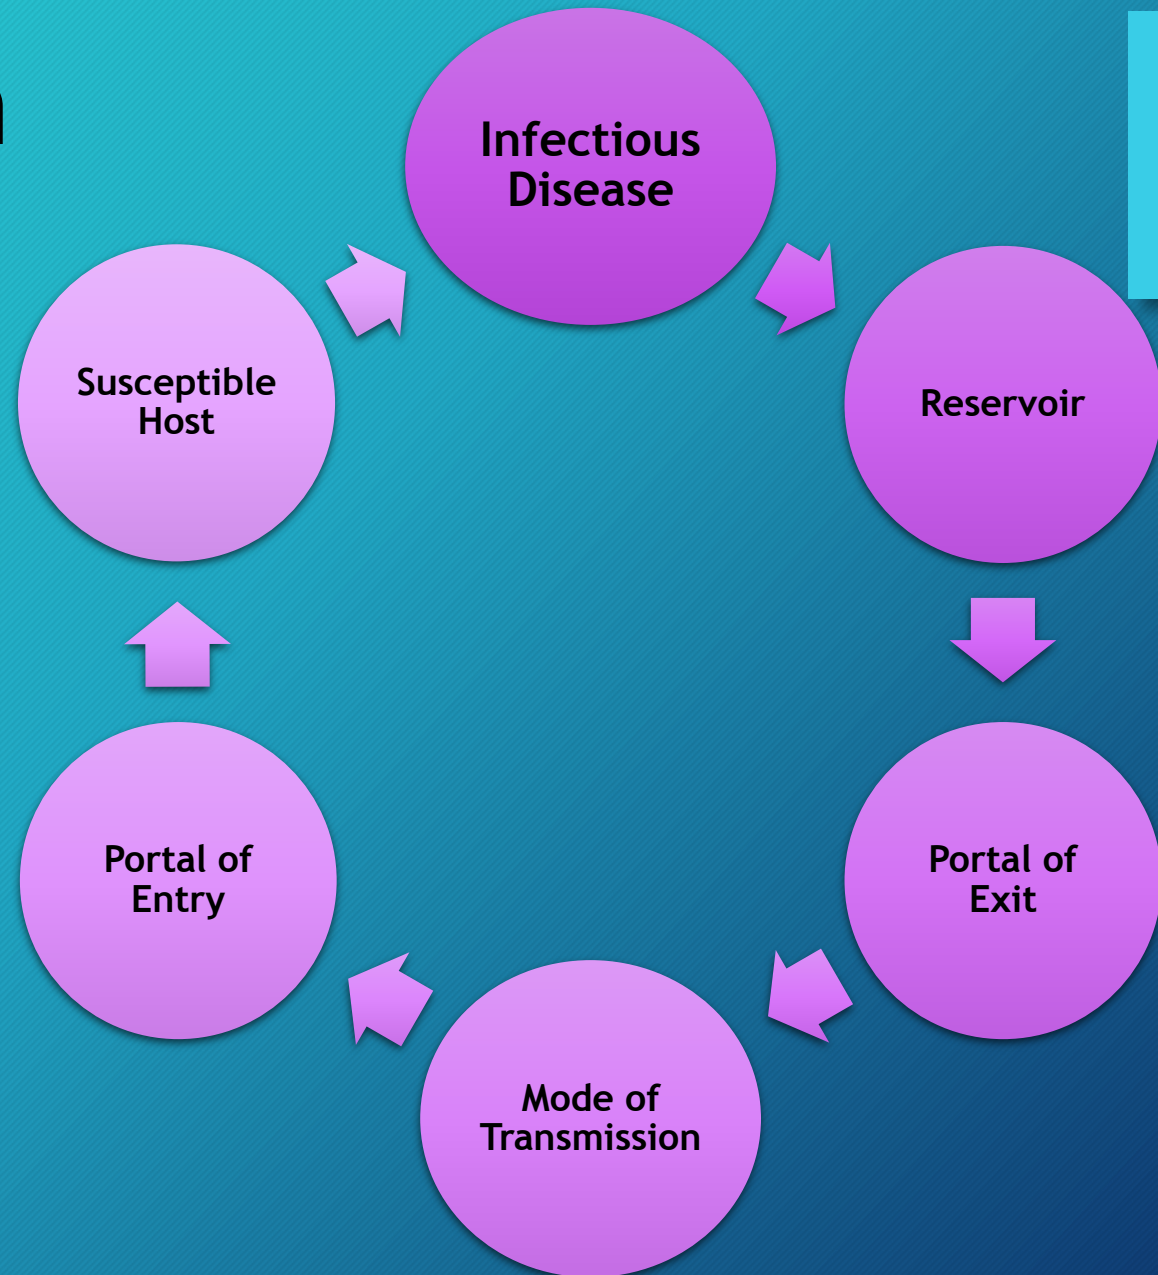 Infectious
Disease
Reservoir
Portal of
Exit
Mode of
Transmission
Portal of
Entry
Susceptible
Host